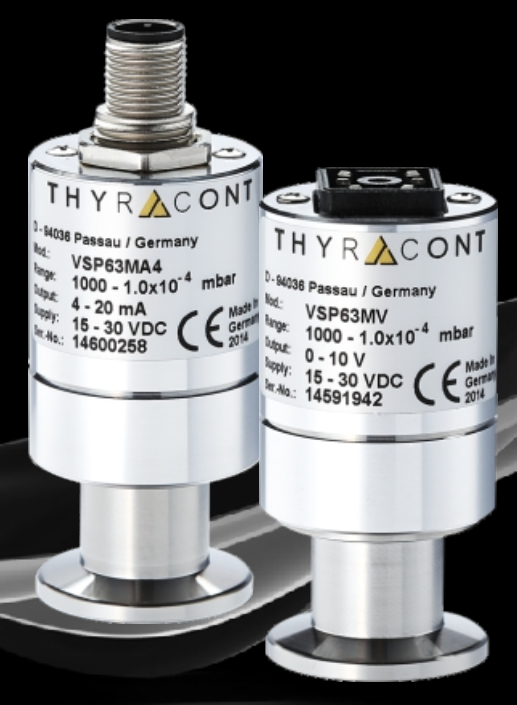 THYRACONT
D - 94036 Passau / Germany
Mod.: VSP63MA4
Range: 1000 - 1.0x10⁻⁴ mbar
Output: 4 - 20 mA
Supply: 15 - 30 VDC
Ser.-No.: 14600258
CE
Made in
Germany
2014
THYRACONT
D - 94036 Passau / Germany
Mod.: VSP63MV
Range: 1000 - 1.0x10⁻⁴ mbar
Output: 0 - 10 V
Supply: 15 - 30 VDC
Ser.-No.: 14591942
CE
Made in
Germany
2014